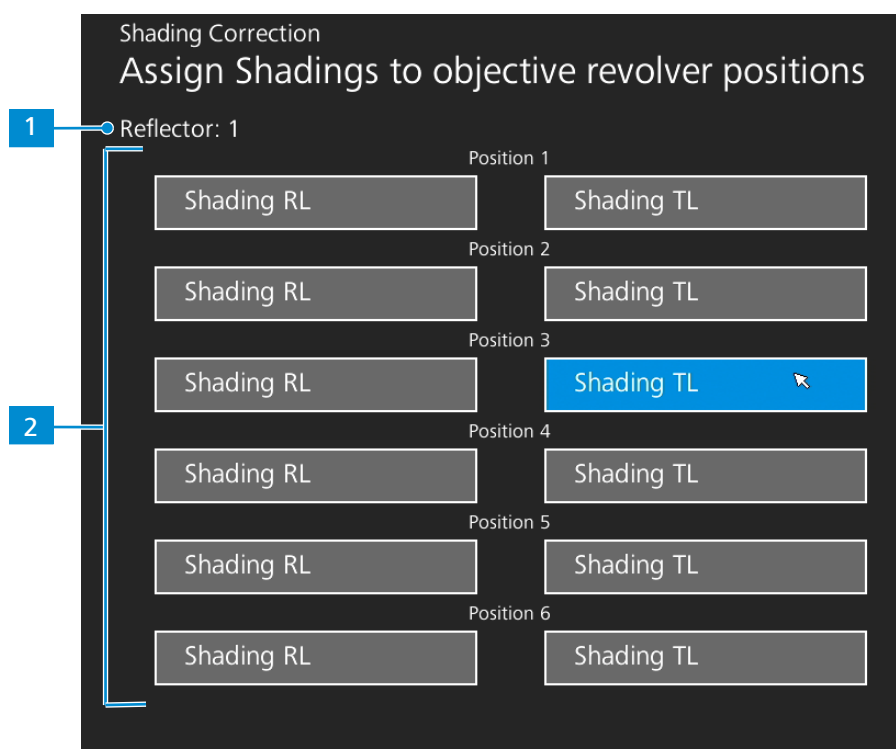 Shading Correction
Assign Shadings to objective revolver positions
1
Reflector: 1
Position 1
Shading RL
Shading TL
Position 2
Shading RL
Shading TL
Position 3
Shading RL
Shading TL
2
Position 4
Shading RL
Shading TL
Position 5
Shading RL
Shading TL
Position 6
Shading RL
Shading TL